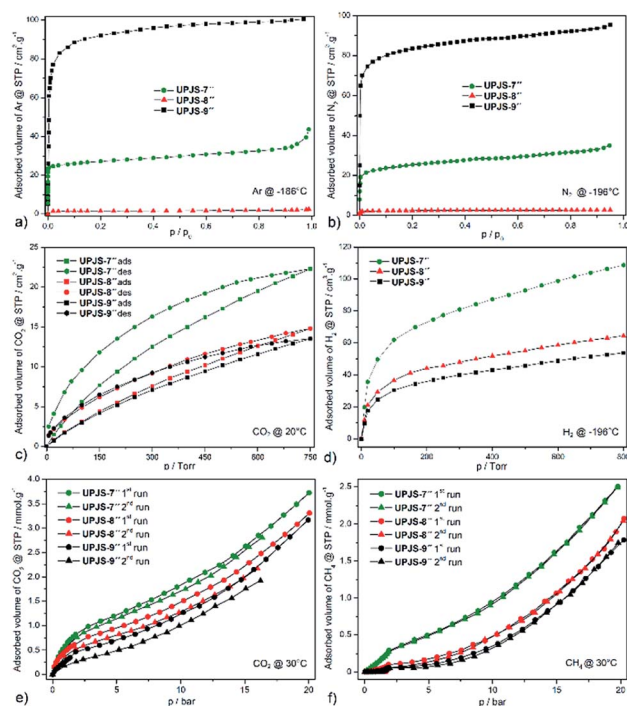 100
80
60
40
20
0
Adsorbed volume of Ar @ STP / cm³.g⁻¹
UPJS-7´´
UPJS-8´´
UPJS-9´´
Ar @ -186°C
0.0 0.2 0.4 0.6 0.8 1.0
a)
p / p₀
100
80
60
40
20
0
Adsorbed volume of N₂ @ STP / cm³.g⁻¹
UPJS-7´´
UPJS-8´´
UPJS-9´´
N₂ @ -196°C
0.0 0.2 0.4 0.6 0.8 1.0
b)
p / p₀
25
20
15
10
5
0
Adsorbed volume of CO₂ @ STP / cm³.g⁻¹
UPJS-7´´ads
UPJS-7´´des
UPJS-8´´ads
UPJS-8´´des
UPJS-9´´ads
UPJS-9´´des
CO₂ @ 20°C
0 150 300 450 600 750
c)
p / Torr
120
100
80
60
40
20
0
Adsorbed volume of H₂ @ STP / cm³.g⁻¹
UPJS-7´´
UPJS-8´´
UPJS-9´´
H₂ @ -196°C
0 200 400 600 800
d)
p / Torr
4.0
3.5
3.0
2.5
2.0
1.5
1.0
0.5
0.0
Adsorbed volume of CO₂ @ STP / mmol.g⁻¹
UPJS-7´´ 1st run
UPJS-7´´ 2nd run
UPJS-8´´ 1st run
UPJS-8´´ 2nd run
UPJS-9´´ 1st run
UPJS-9´´ 2nd run
CO₂ @ 30°C
0 5 10 15 20
e)
p / bar
2.5
2.0
1.5
1.0
0.5
0.0
Adsorbed volume of CH₄ @ STP / mmol.g⁻¹
UPJS-7´´ 1st run
UPJS-7´´ 2nd run
UPJS-8´´ 1st run
UPJS-8´´ 2nd run
UPJS-9´´ 1st run
UPJS-9´´ 2nd run
CH₄ @ 30°C
0 5 10 15 20
f)
p / bar